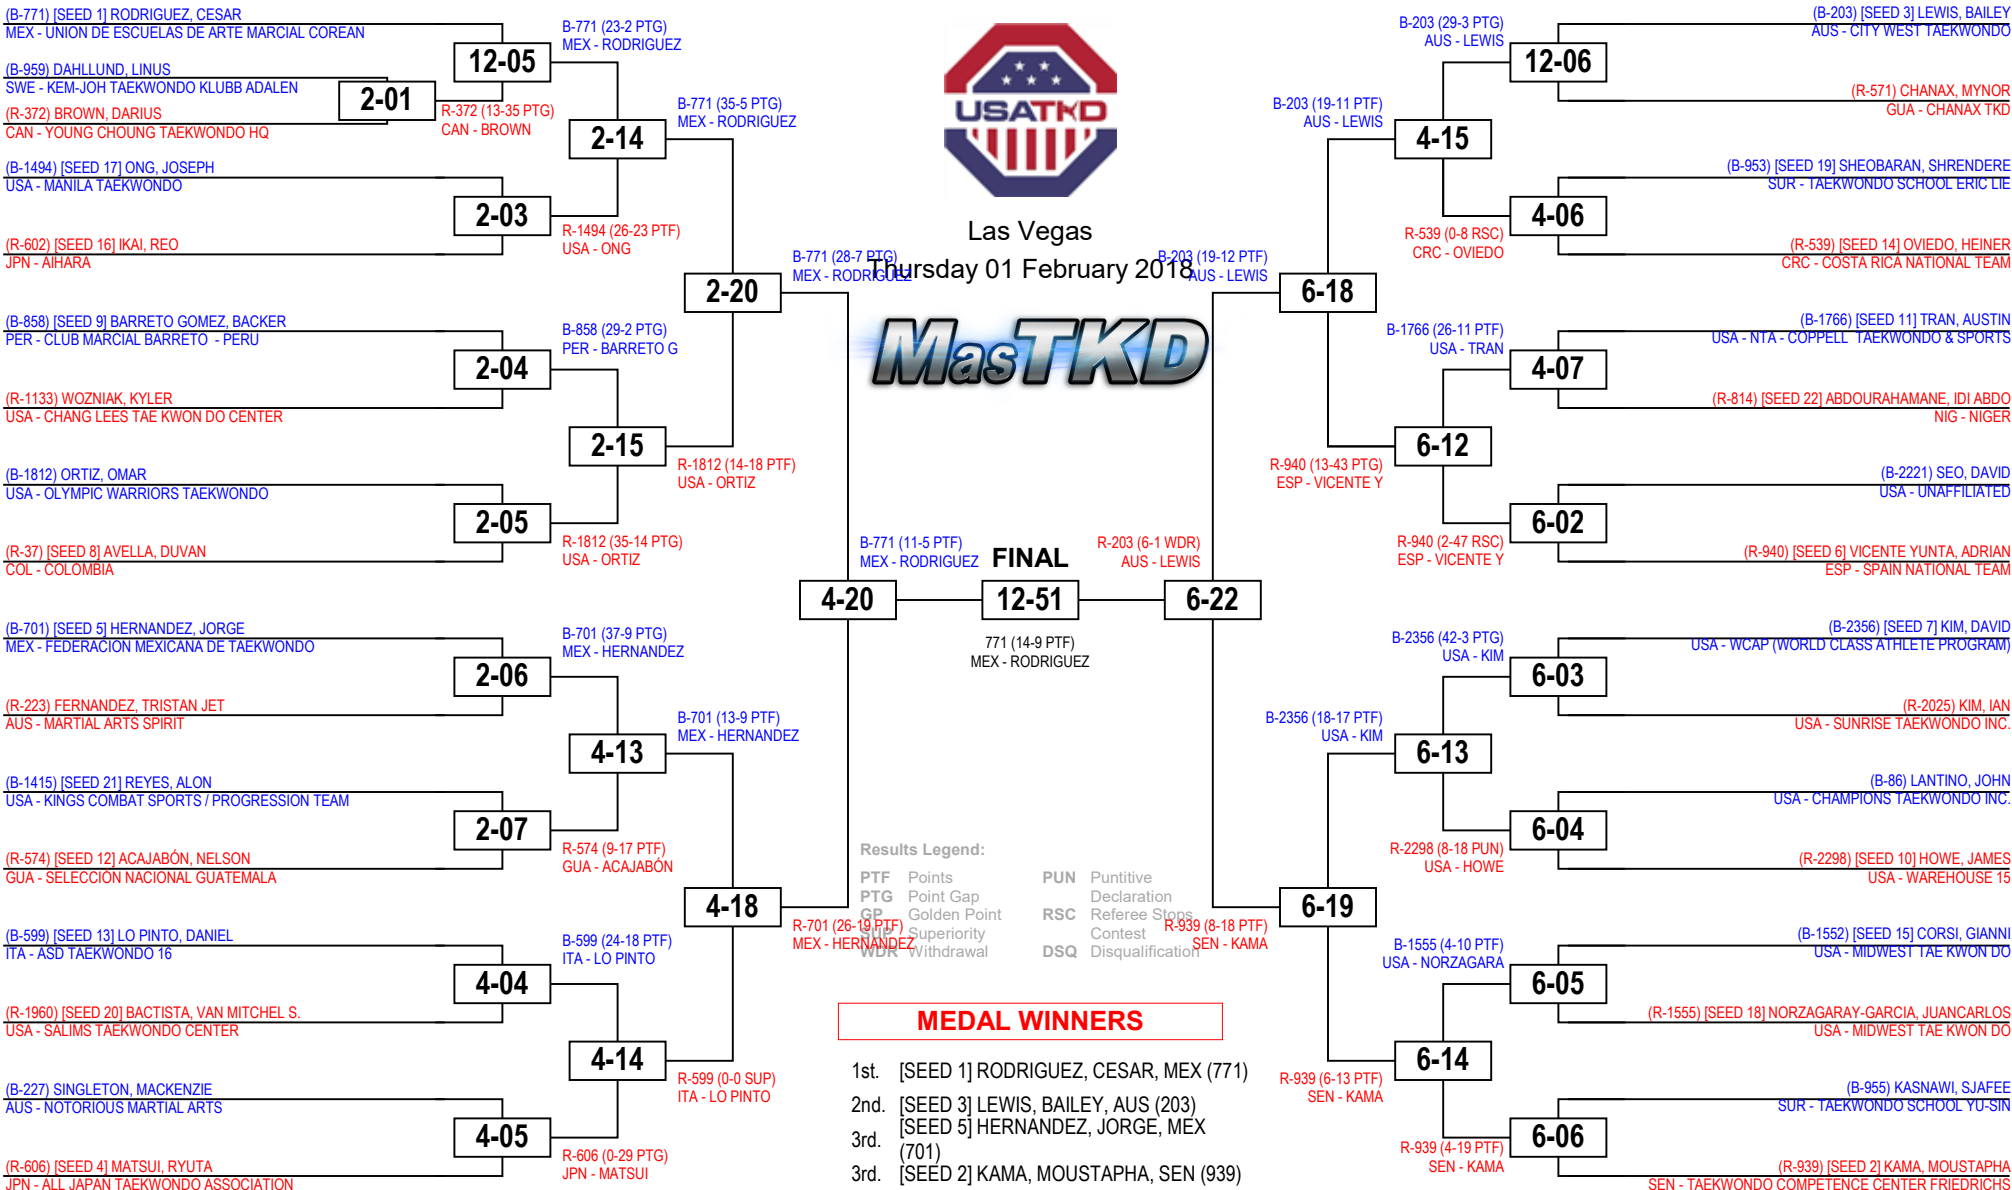 (B-771) [SEED 1] RODRIGUEZ, CESAR
MEX - UNION DE ESCUELAS DE ARTE MARCIAL COREAN
(B-959) DAHLLUND, LINUS
SWE - KEM-JOH TAEKWONDO KLUBB ADALEN
(R-372) BROWN, DARIUS
CAN - YOUNG CHOUNG TAEKWONDO HQ
(B-1494) [SEED 17] ONG, JOSEPH
USA - MANILA TAEKWONDO
(R-602) [SEED 16] IKAI, REO
JPN - AIHARA
(B-858) [SEED 9] BARRETO GOMEZ, BACKER
PER - CLUB MARCIAL BARRETO - PERU
(R-1133) WOZNIAK, KYLER
USA - CHANG LEES TAE KWON DO CENTER
(B-1812) ORTIZ, OMAR
USA - OLYMPIC WARRIORS TAEKWONDO
(R-37) [SEED 8] AVELLA, DUVAN
COL - COLOMBIA
(B-701) [SEED 5] HERNANDEZ, JORGE
MEX - FEDERACION MEXICANA DE TAEKWONDO
(R-223) FERNANDEZ, TRISTAN JET
AUS - MARTIAL ARTS SPIRIT
(B-1415) [SEED 21] REYES, ALON
USA - KINGS COMBAT SPORTS / PROGRESSION TEAM
(R-574) [SEED 12] ACAJABÓN, NELSON
GUA - SELECCIÓN NACIONAL GUATEMALA
(B-599) [SEED 13] LO PINTO, DANIEL
ITA - ASD TAEKWONDO 16
(R-1960) [SEED 20] BACTISTA, VAN MITCHEL S.
USA - SALIMS TAEKWONDO CENTER
(B-227) SINGLETON, MACKENZIE
AUS - NOTORIOUS MARTIAL ARTS
(R-606) [SEED 4] MATSUI, RYUTA
JPN - ALL JAPAN TAEKWONDO ASSOCIATION
2-01
R-372 (13-35 PTG)
CAN - BROWN
12-05
2-03
2-04
2-05
2-06
2-07
4-04
4-05
B-771 (23-2 PTG)
MEX - RODRIGUEZ
2-14
R-1494 (26-23 PTF)
USA - ONG
B-858 (29-2 PTG)
PER - BARRETO G
2-15
R-1812 (35-14 PTG)
USA - ORTIZ
B-701 (37-9 PTG)
MEX - HERNANDEZ
4-13
R-574 (9-17 PTF)
GUA - ACAJABÓN
B-599 (24-18 PTF)
ITA - LO PINTO
4-14
R-606 (0-29 PTG)
JPN - MATSUI
B-771 (35-5 PTG)
MEX - RODRIGUEZ
2-20
R-1812 (14-18 PTF)
USA - ORTIZ
B-701 (13-9 PTF)
MEX - HERNANDEZ
4-18
R-599 (0-0 SUP)
ITA - LO PINTO
B-771 (28-7 PTG)
MEX - RODRIGUEZ
4-20
R-701 (26-19 PTF)
MEX - HERNANDEZ
USATKD
Las Vegas
Thursday 01 February 2018
MasTKD
B-771 (11-5 PTF)
MEX - RODRIGUEZ
FINAL
12-51
771 (14-9 PTF)
MEX - RODRIGUEZ
R-203 (6-1 WDR)
AUS - LEWIS
Results Legend:
PTF Points
PTG Point Gap
GP Golden Point
SUP Superiority
WDR Withdrawal
PUN Puntitive
Declaration
RSC Referee Stops
Contest
DSQ Disqualification
MEDAL WINNERS
1st. [SEED 1] RODRIGUEZ, CESAR, MEX (771)
2nd. [SEED 3] LEWIS, BAILEY, AUS (203)
3rd. [SEED 5] HERNANDEZ, JORGE, MEX
(701)
3rd. [SEED 2] KAMA, MOUSTAPHA, SEN (939)
B-203 (19-12 PTF)
AUS - LEWIS
6-22
R-939 (8-18 PTF)
SEN - KAMA
B-203 (19-11 PTF)
AUS - LEWIS
6-18
R-940 (13-43 PTG)
ESP - VICENTE Y
B-2356 (18-17 PTF)
USA - KIM
6-19
R-939 (6-13 PTF)
SEN - KAMA
B-203 (29-3 PTG)
AUS - LEWIS
4-15
R-539 (0-8 RSC)
CRC - OVIEDO
B-1766 (26-11 PTF)
USA - TRAN
6-12
R-940 (2-47 RSC)
ESP - VICENTE Y
B-2356 (42-3 PTG)
USA - KIM
6-13
R-2298 (8-18 PUN)
USA - HOWE
B-1555 (4-10 PTF)
USA - NORZAGARA
6-14
R-939 (4-19 PTF)
SEN - KAMA
12-06
4-06
4-07
6-02
6-03
6-04
6-05
6-06
(B-203) [SEED 3] LEWIS, BAILEY
AUS - CITY WEST TAEKWONDO
(R-571) CHANAX, MYNOR
GUA - CHANAX TKD
(B-953) [SEED 19] SHEOBARAN, SHRENDERE
SUR - TAEKWONDO SCHOOL ERIC LIE
(R-539) [SEED 14] OVIEDO, HEINER
CRC - COSTA RICA NATIONAL TEAM
(B-1766) [SEED 11] TRAN, AUSTIN
USA - NTA - COPPELL TAEKWONDO & SPORTS
(R-814) [SEED 22] ABDOURAHAMANE, IDI ABDO
NIG - NIGER
(B-2221) SEO, DAVID
USA - UNAFFILIATED
(R-940) [SEED 6] VICENTE YUNTA, ADRIAN
ESP - SPAIN NATIONAL TEAM
(B-2356) [SEED 7] KIM, DAVID
USA - WCAP (WORLD CLASS ATHLETE PROGRAM)
(R-2025) KIM, IAN
USA - SUNRISE TAEKWONDO INC.
(B-86) LANTINO, JOHN
USA - CHAMPIONS TAEKWONDO INC.
(R-2298) [SEED 10] HOWE, JAMES
USA - WAREHOUSE 15
(B-1552) [SEED 15] CORSI, GIANNI
USA - MIDWEST TAE KWON DO
(R-1555) [SEED 18] NORZAGARAY-GARCIA, JUANCARLOS
USA - MIDWEST TAE KWON DO
(B-955) KASNAWI, SJAFEE
SUR - TAEKWONDO SCHOOL YU-SIN
(R-939) [SEED 2] KAMA, MOUSTAPHA
SEN - TAEKWONDO COMPETENCE CENTER FRIEDRICHS